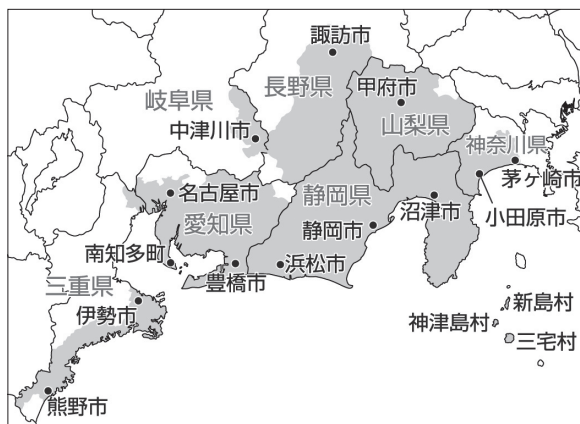 諏訪市
甲府市
岐阜県
長野県
中津川市
山梨県
神奈川県
茅ヶ崎市
名古屋市
静岡県
沼津市
小田原市
愛知県
静岡市
南知多町
豊橋市
浜松市
三重県
伊勢市
新島村
神津島村
三宅村
熊野市